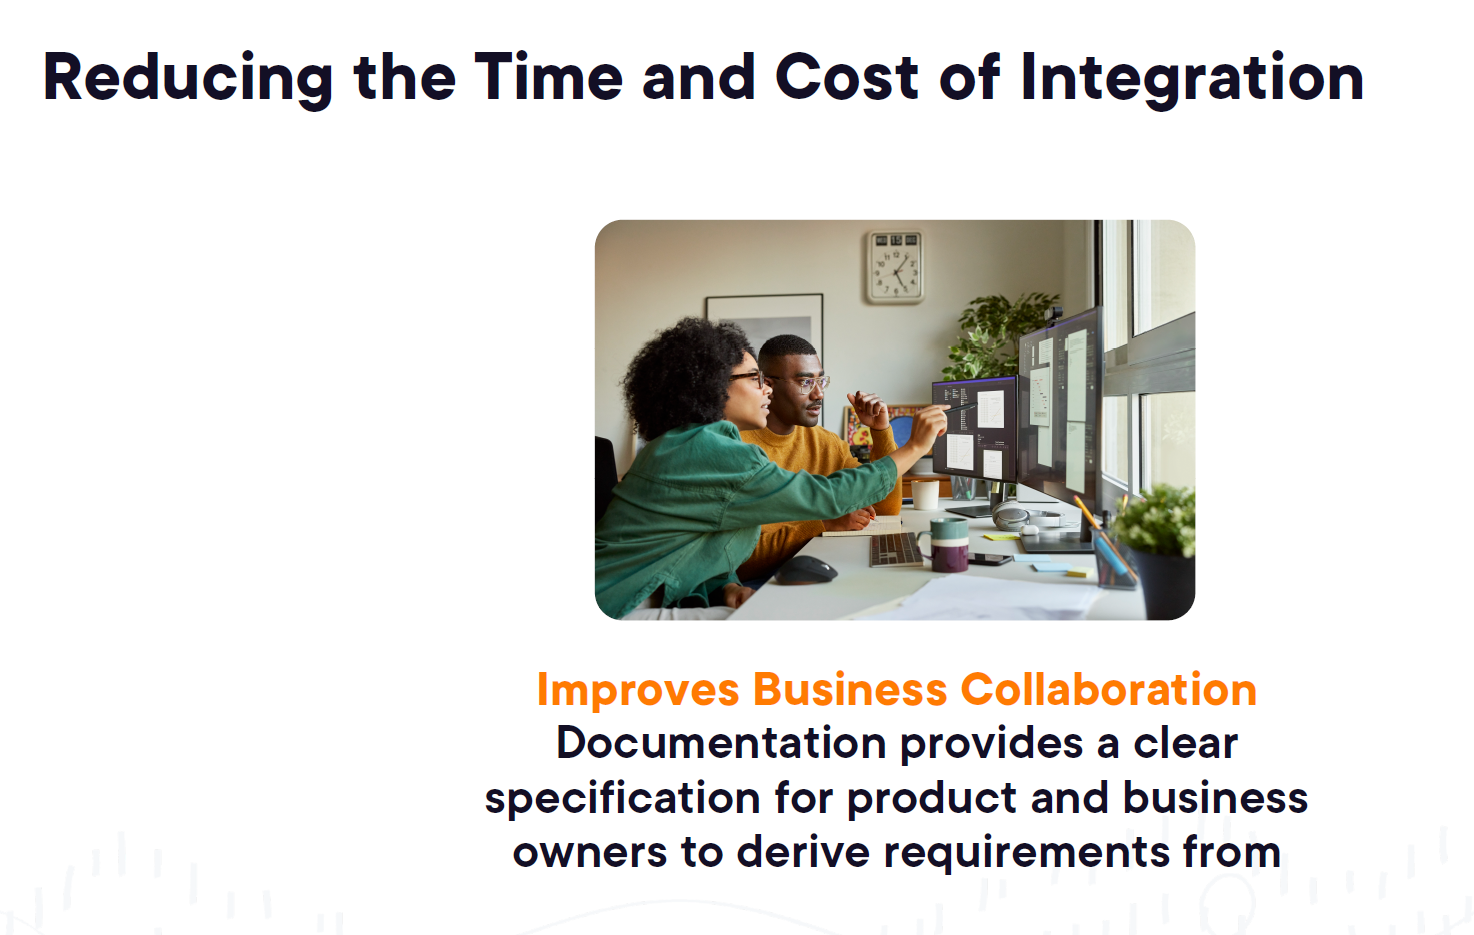 Reducing the Time and Cost of Integration
Improves Business Collaboration
Documentation provides a clear
specification for product and business
owners to derive requirements from